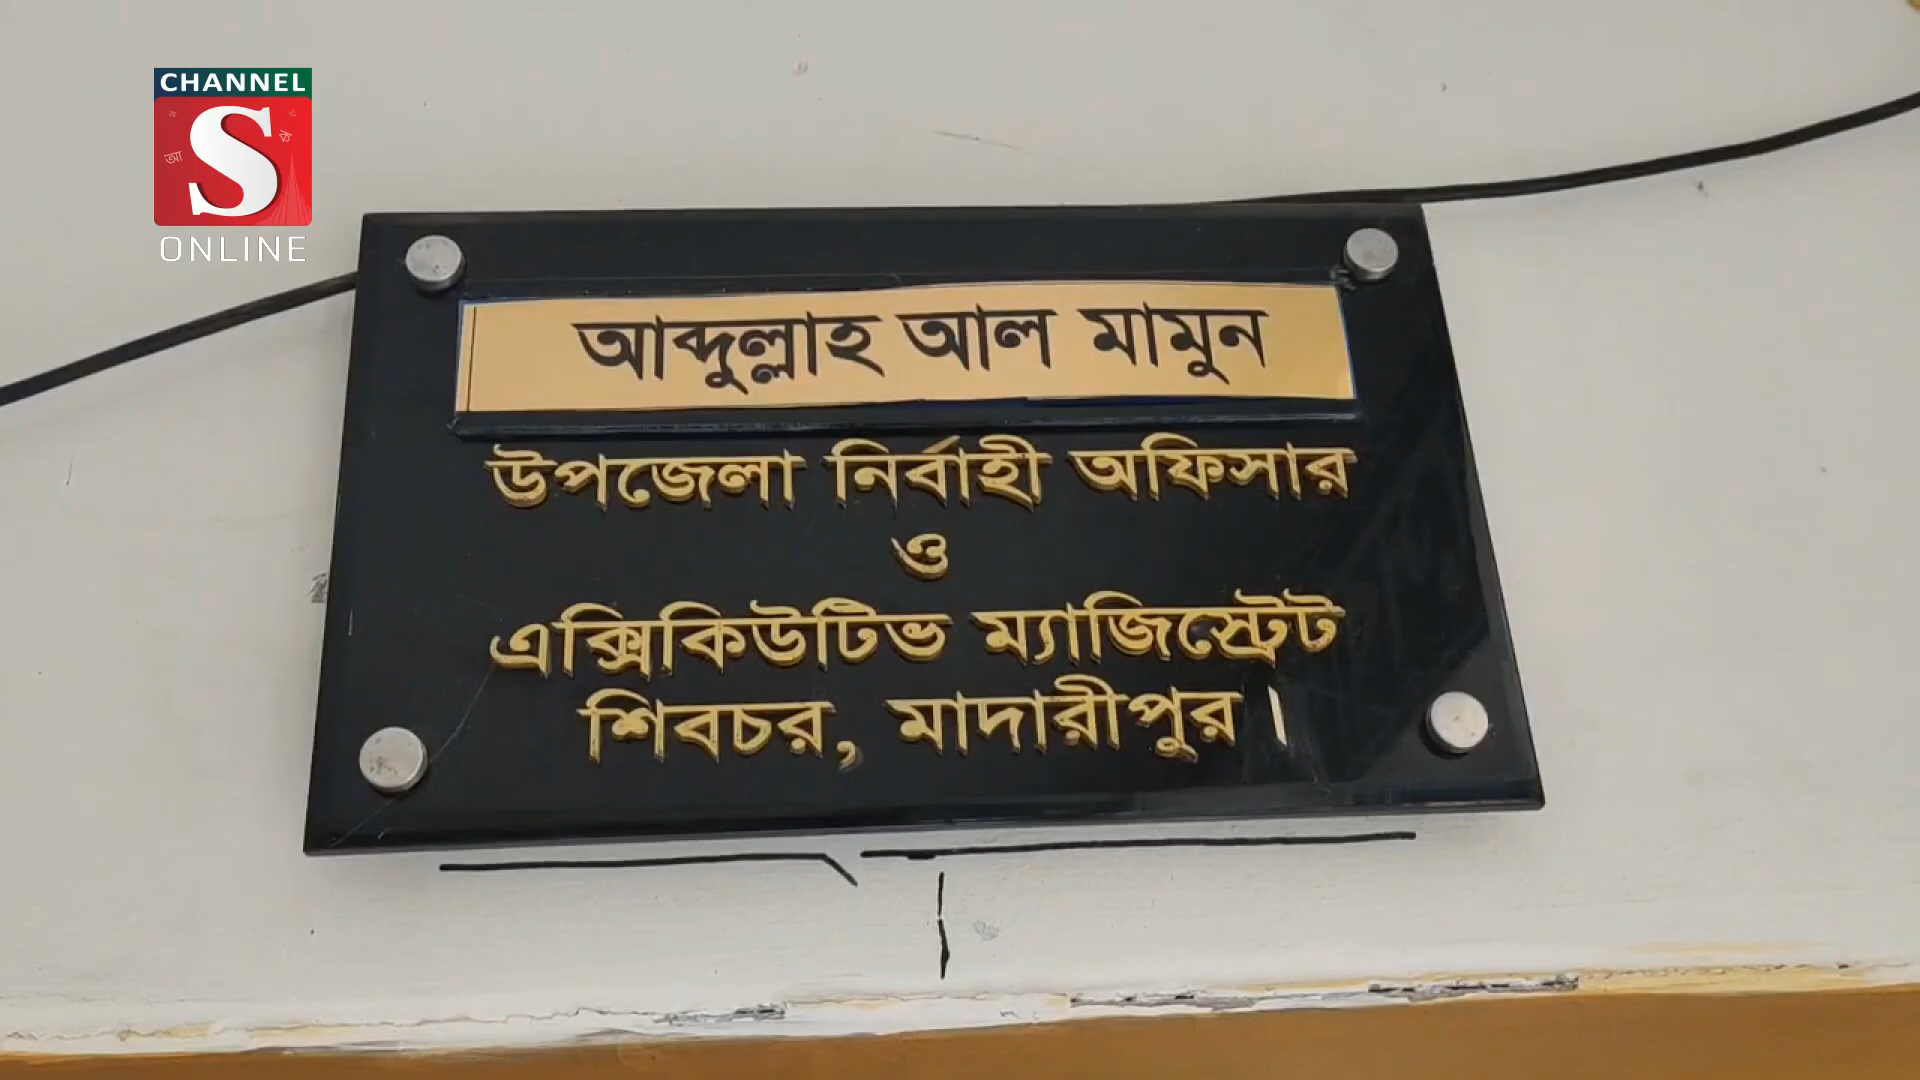 CHANNEL
S
ONLINE
আব্দুল্লাহ আল মামুন
উপজেলা নির্বাহী অফিসার
ও
এক্সিকিউটিভ ম্যাজিস্ট্রেট
শিবচর, মাদারীপুর।